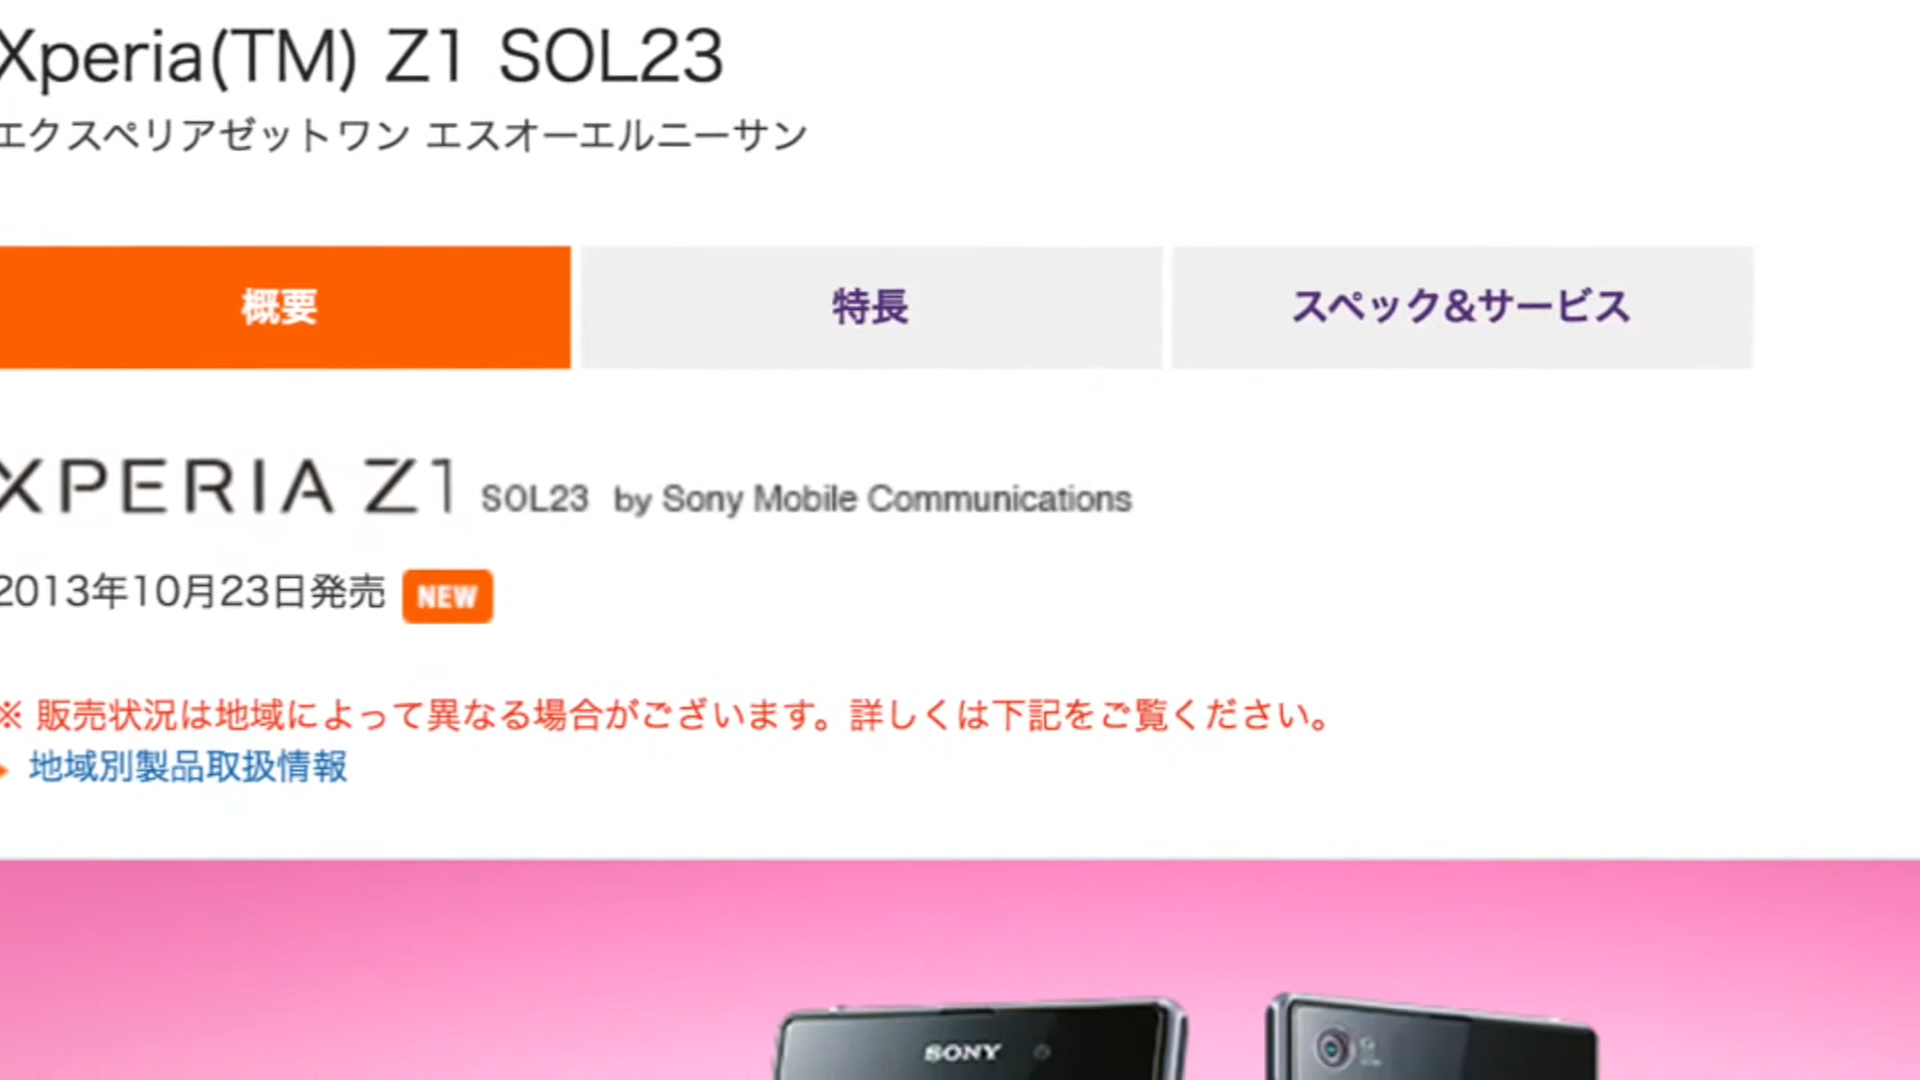 Xperia(TM) Z1 SOL23
エクスペリアゼットワン エスオーエルニーサン
概要
特長
スペック&サービス
XPERIA Z1 SOL23 by Sony Mobile Communications
2013年10月23日発売 NEW
※ 販売状況は地域によって異なる場合がございます。詳しくは下記をご覧ください。
地域別製品取扱情報
SONY